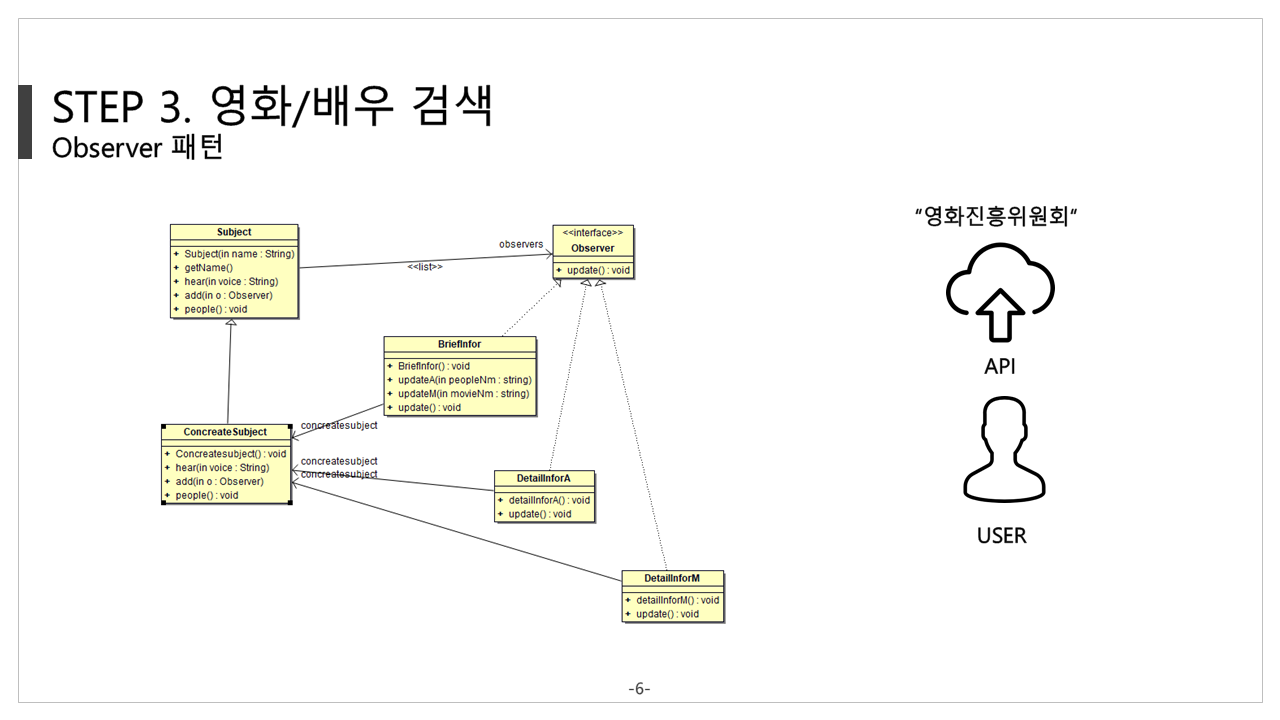 STEP 3. 영화/배우 검색
Observer 패턴
Subject
+ Subject(in name : String)
+ getName()
+ hear(in voice : String)
+ add(in o : Observer)
+ people() : void
observers
<<list>>
<<interface>>
Observer
+ update() : void
BriefInfor
+ BriefInfor() : void
+ updateA(in peopleNm : string)
+ updateM(in movieNm : string)
+ update() : void
concreatesubject
ConcreateSubject
+ Concreatesubject() : void
+ hear(in voice : String)
+ add(in o : Observer)
+ people() : void
concreatesubject
concreatesubject
DetailInforA
+ detailInforA() : void
+ update() : void
DetailInforM
+ detailInforM() : void
+ update() : void
“영화진흥위원회“
API
USER
-6-